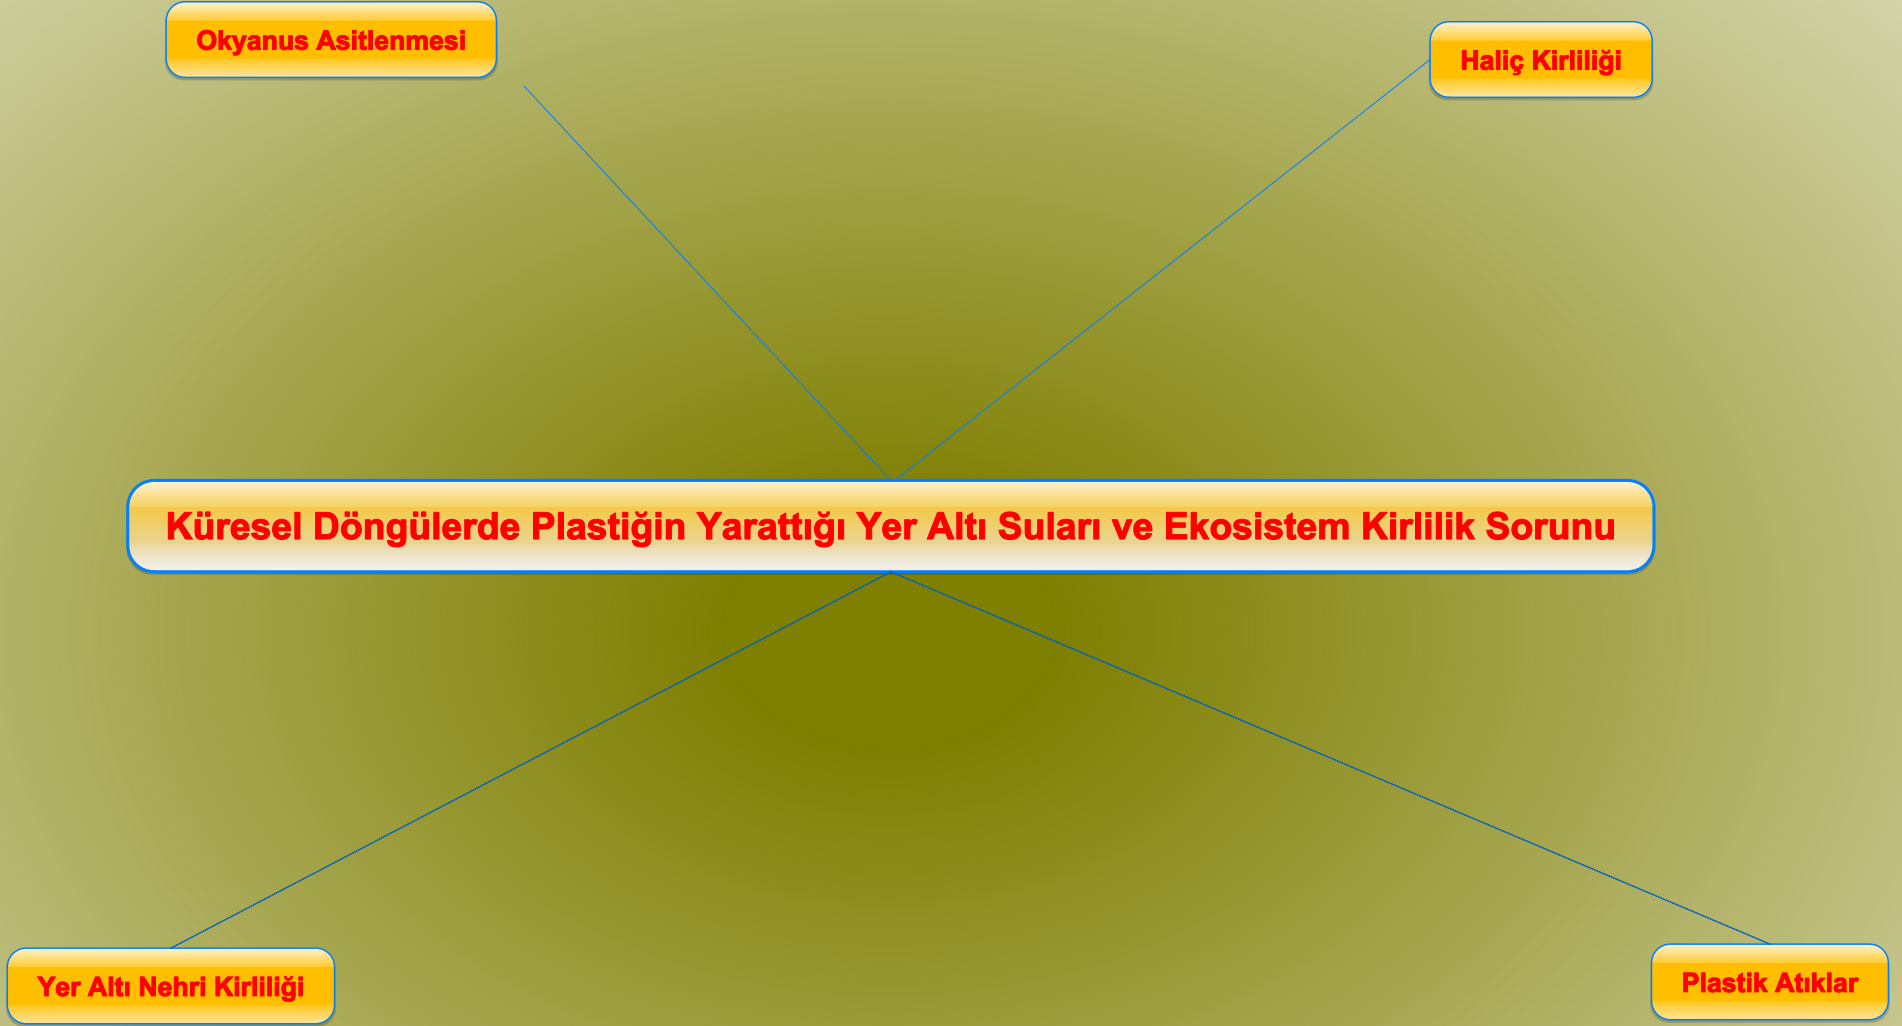 Okyanus Asitlenmesi
Haliç Kirliliği
Küresel Döngülerde Plastiğin Yarattığı Yer Altı Suları ve Ekosistem Kirlilik Sorunu
Yer Altı Nehri Kirliliği
Plastik Atıklar